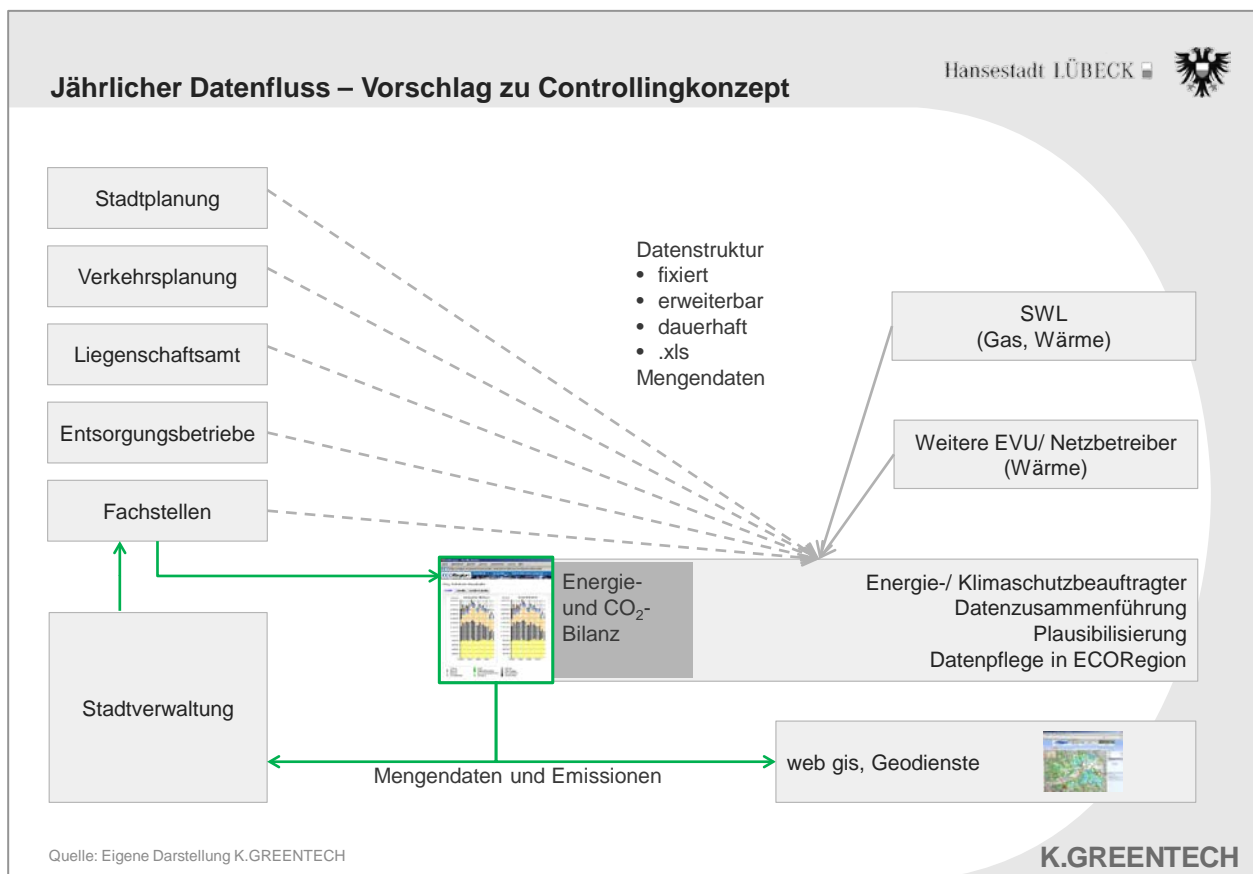 Jährlicher Datenfluss – Vorschlag zu Controllingkonzept
Hansestadt LÜBECK
Stadtplanung
Verkehrsplanung
Liegenschaftsamt
Entsorgungsbetriebe
Fachstellen
Stadtverwaltung
Datenstruktur
• fixiert
• erweiterbar
• dauerhaft
• .xls
Mengendaten
SWL
(Gas, Wärme)
Weitere EVU/ Netzbetreiber
(Wärme)
Energie-
und CO2-
Bilanz
Energie-/ Klimaschutzbeauftragter
Datenzusammenführung
Plausibilisierung
Datenpflege in ECORegion
Mengendaten und Emissionen
web gis, Geodienste
Quelle: Eigene Darstellung K.GREENTECH
K.GREENTECH